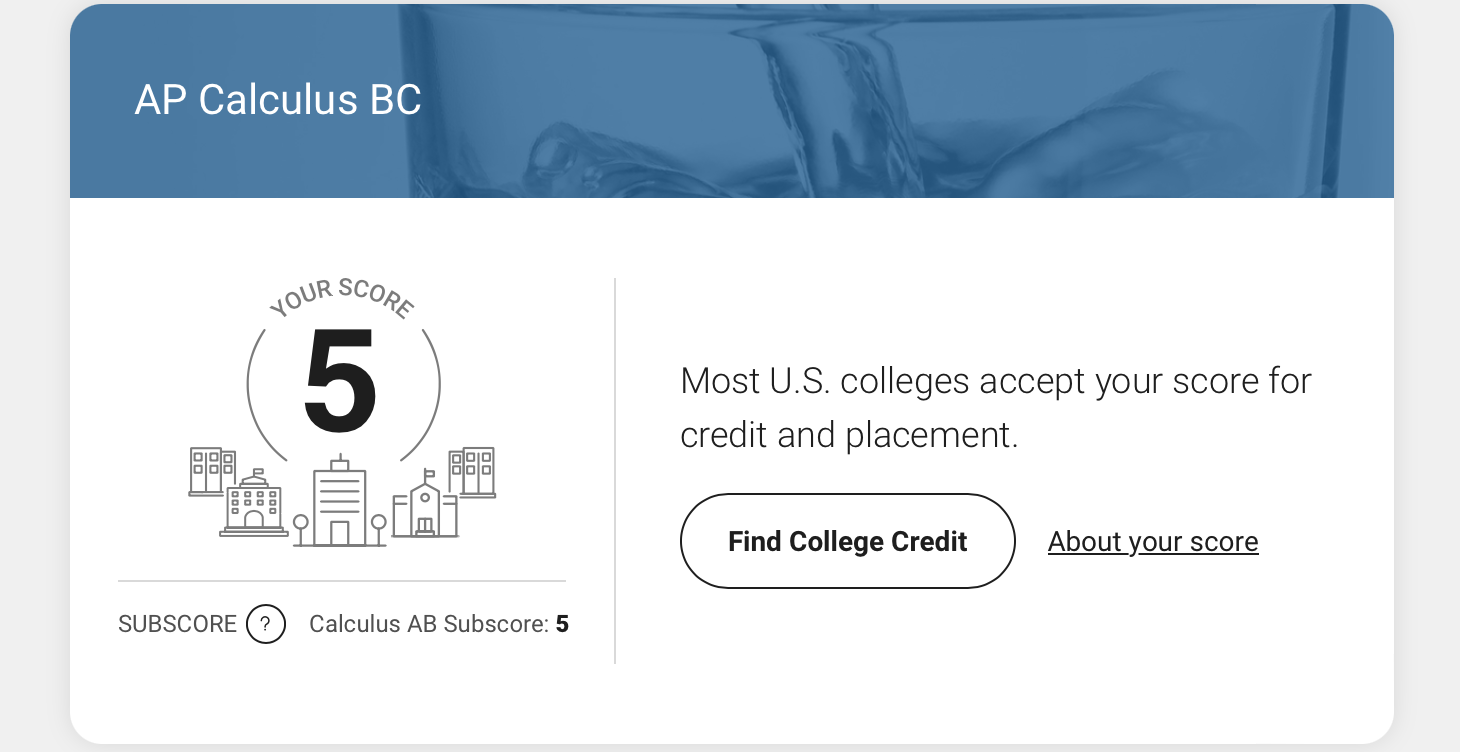 AP Calculus BC
YOUR SCORE
5
SUBSCORE ? Calculus AB Subscore: 5
Most U.S. colleges accept your score for
credit and placement.
Find College Credit About your score